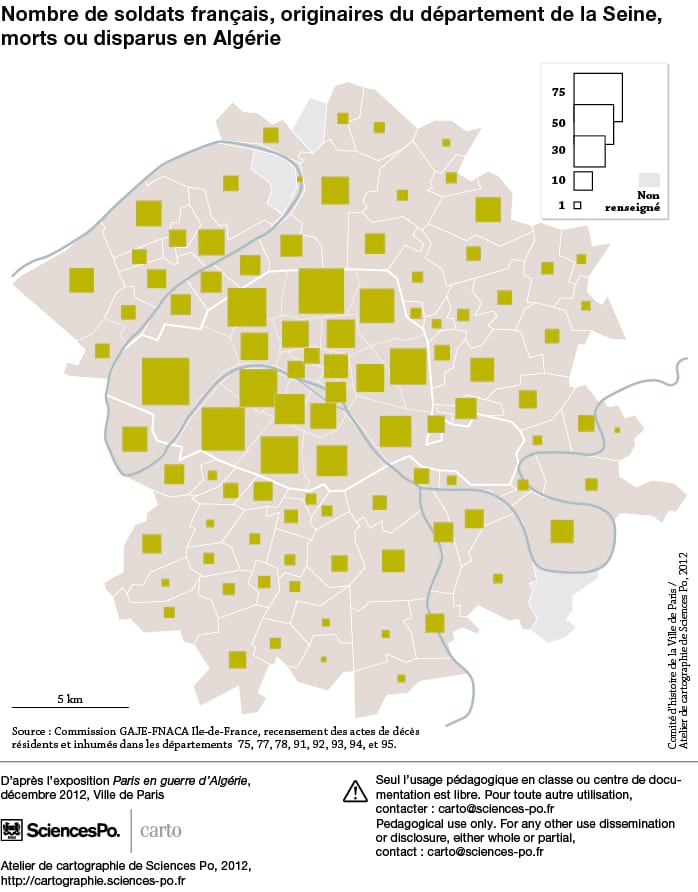 Nombre de soldats français, originaires du département de la Seine,
morts ou disparus en Algérie
75
50
30
10
1
Non
renseigné
5 km
Comité d'histoire de la Ville de Paris /
Atelier de cartographie de Sciences Po, 2012
Source : Commission GAJE-FNACA Ile-de-France, recensement des actes de décès
résidents et inhumés dans les départements 75, 77, 78, 91, 92, 93, 94, et 95.
D'après l'exposition Paris en guerre d'Algérie,
décembre 2012, Ville de Paris
SciencesPo. carto
Atelier de cartographie de Sciences Po, 2012,
http://cartographie.sciences-po.fr
Seul l'usage pédagogique en classe ou centre de docu-
mentation est libre. Pour toute autre utilisation,
contacter : carto@sciences-po.fr
Pedagogical use only. For any other use dissemination
or disclosure, either whole or partial,
contact : carto@sciences-po.fr